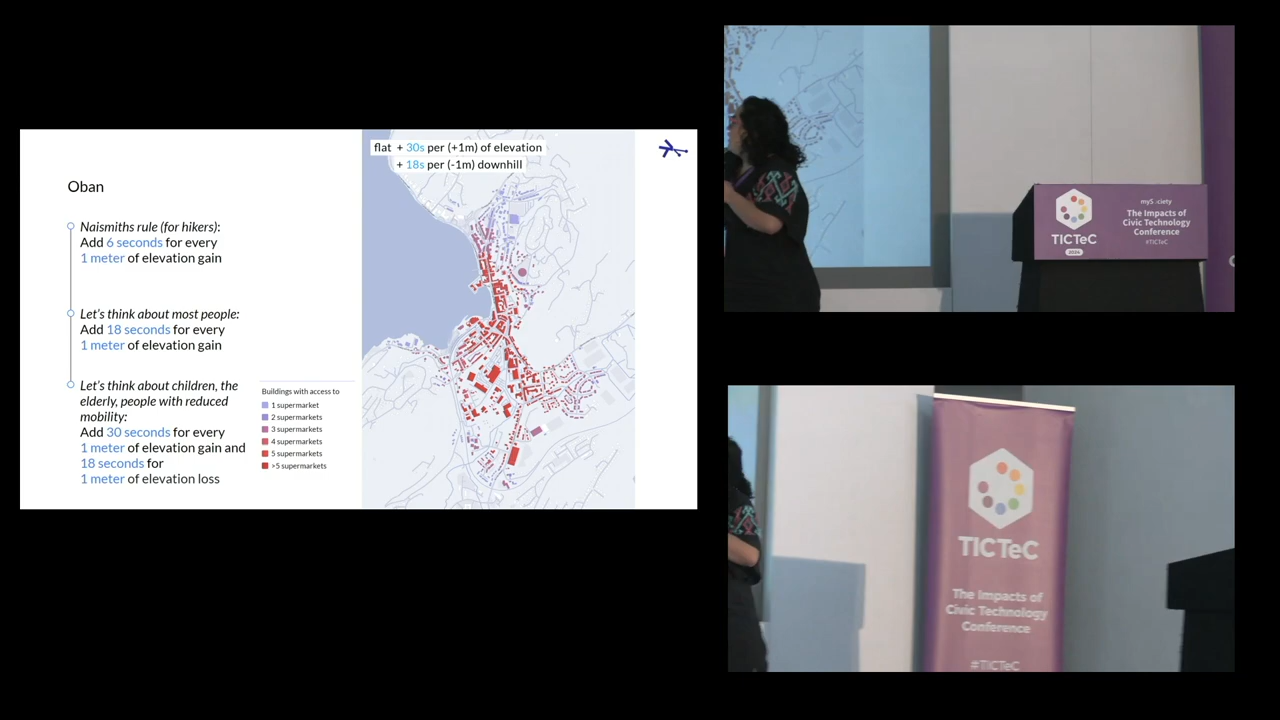 Oban
Naismiths rule (for hikers):
Add 6 seconds for every
1 meter of elevation gain
Let's think about most people:
Add 18 seconds for every
1 meter of elevation gain
Let's think about children, the
elderly, people with reduced
mobility:
Add 30 seconds for every
1 meter of elevation gain and
18 seconds for
1 meter of elevation loss
Buildings with access to
1 supermarket
2 supermarkets
3 supermarkets
4 supermarkets
5 supermarkets
>5 supermarkets
flat + 30s per (+1m) of elevation
+ 18s per (-1m) downhill
TICTeC
2024
The Impacts of
Civic Technology
Conference
#TICTeC
TICTeC
The Impacts of
Civic Technology
Conference
#TICTeC